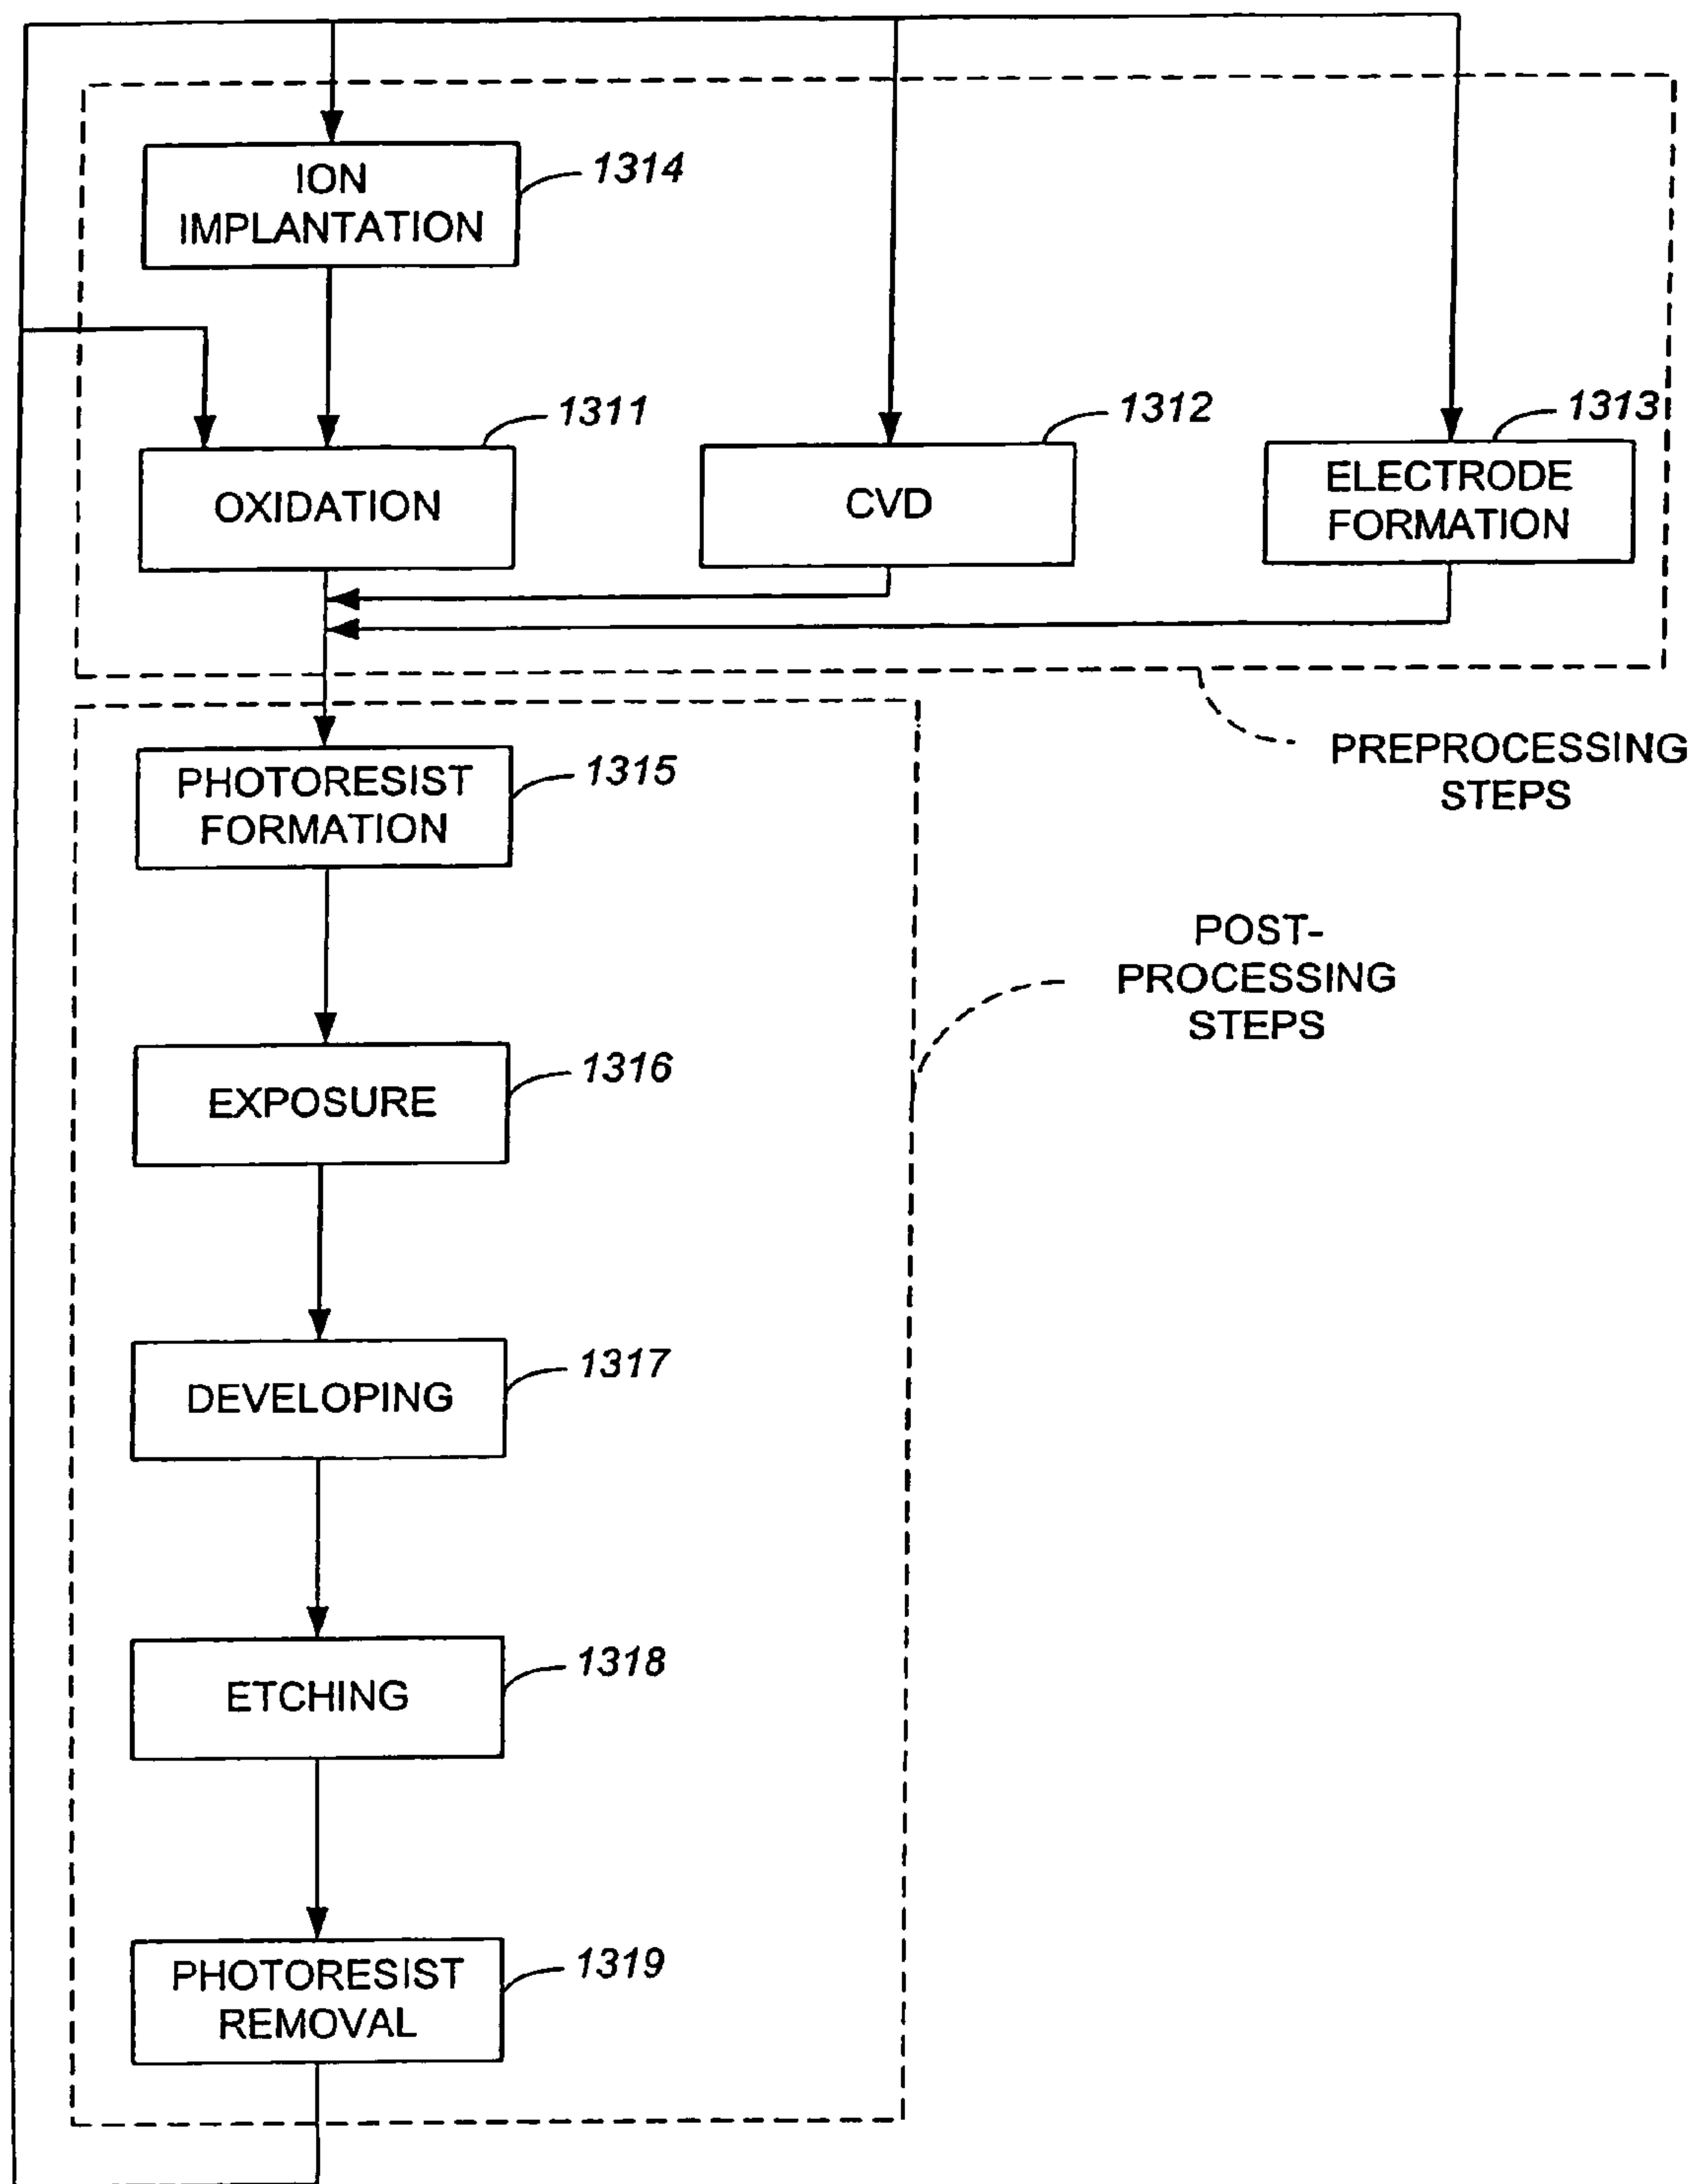 ION
IMPLANTATION
1314
OXIDATION
1311
CVD
1312
ELECTRODE
FORMATION
1313
PREPROCESSING
STEPS
PHOTORESIST
FORMATION
1315
POST-
PROCESSING
STEPS
EXPOSURE
1316
DEVELOPING
1317
ETCHING
1318
PHOTORESIST
REMOVAL
1319